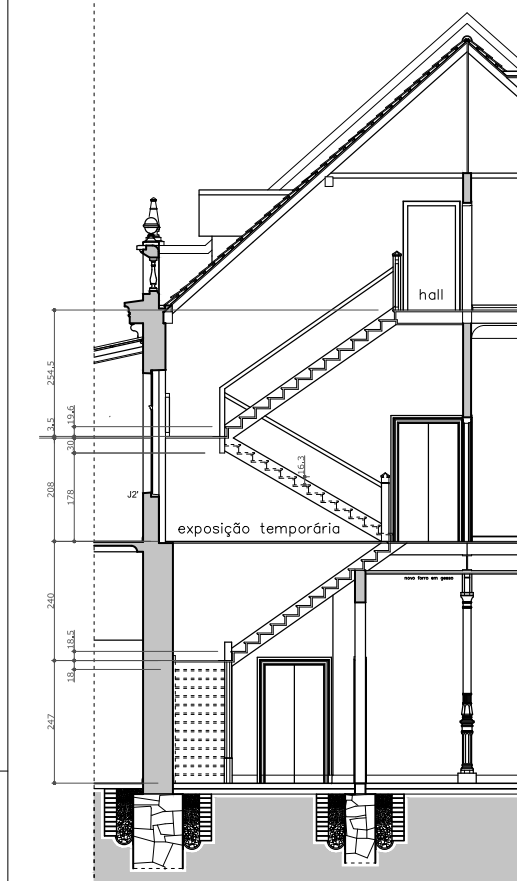 hall
254.5
19.6
3.5
30
16.3
208
178
J2'
exposição temporária
novo forro em gesso
240
18.5
18
247